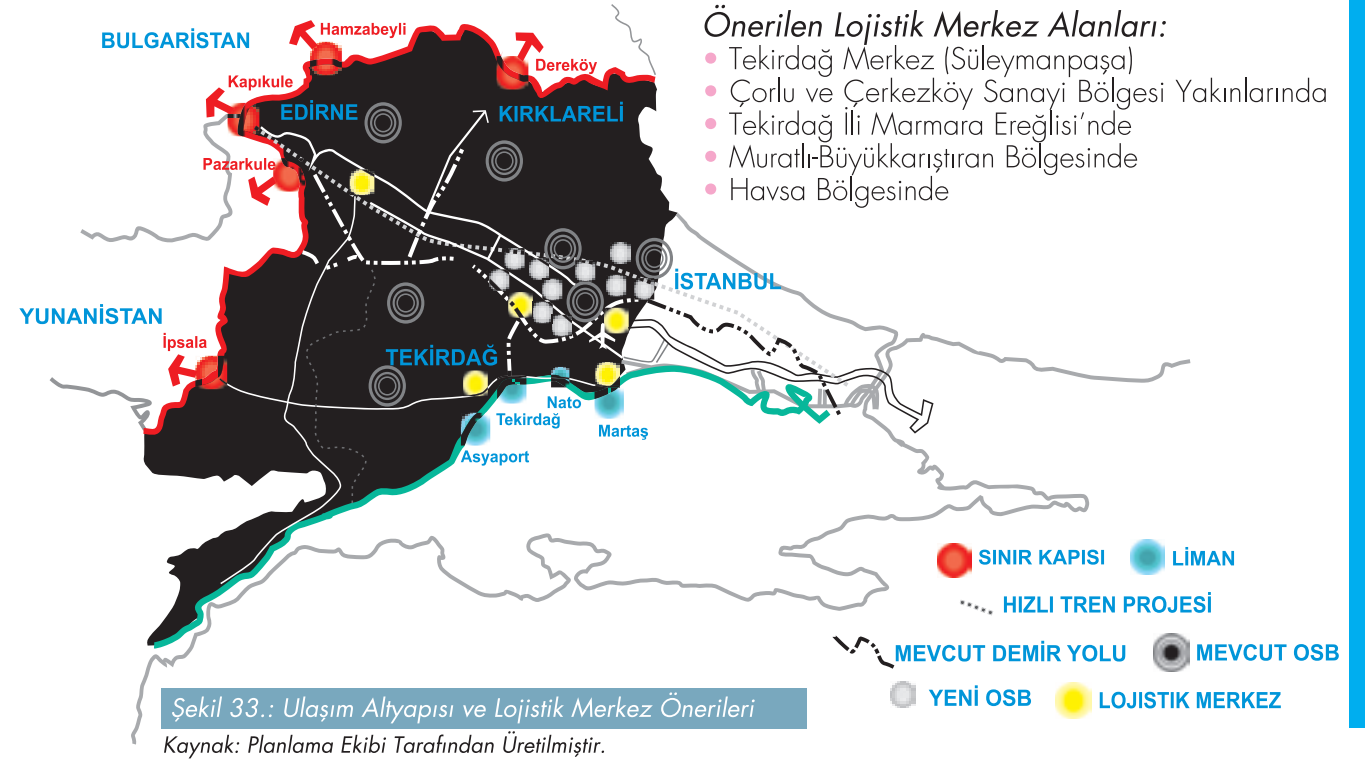 Önerilen Lojistik Merkez Alanları:
• Tekirdağ Merkez (Süleymanpaşa)
• Çorlu ve Çerkezköy Sanayi Bölgesi Yakınlarında
• Tekirdağ İli Marmara Ereğlisi'nde
• Muratlı-Büyükkarıştıran Bölgesinde
• Havsa Bölgesinde
BULGARİSTAN
Hamzabeyli
Dereköy
Kapıkule
EDİRNE
KIRKLARELİ
Pazarkule
İSTANBUL
YUNANİSTAN
İpsala
TEKİRDAĞ
Nato
Tekirdağ
Martaş
Asyaport
SINIR KAPISI
LİMAN
HIZLI TREN PROJESİ
MEVCUT DEMİR YOLU
MEVCUT OSB
YENİ OSB
LOJISTIK MERKEZ
Şekil 33.: Ulaşım Altyapısı ve Lojistik Merkez Önerileri
Kaynak: Planlama Ekibi Tarafından Üretilmiştir.